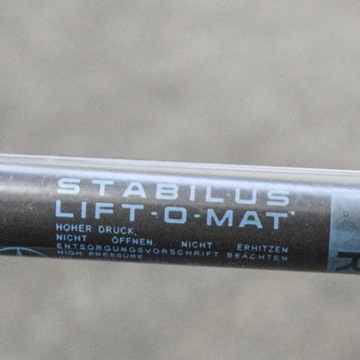 STABILUS
LIFT-O-MAT
HOHER DRUCK,
NICHT ÖFFNEN, NICHT ERHITZEN
ENTSORGUNGSVORSCHRIFT BEACHTEN
HIGH PRESSURE